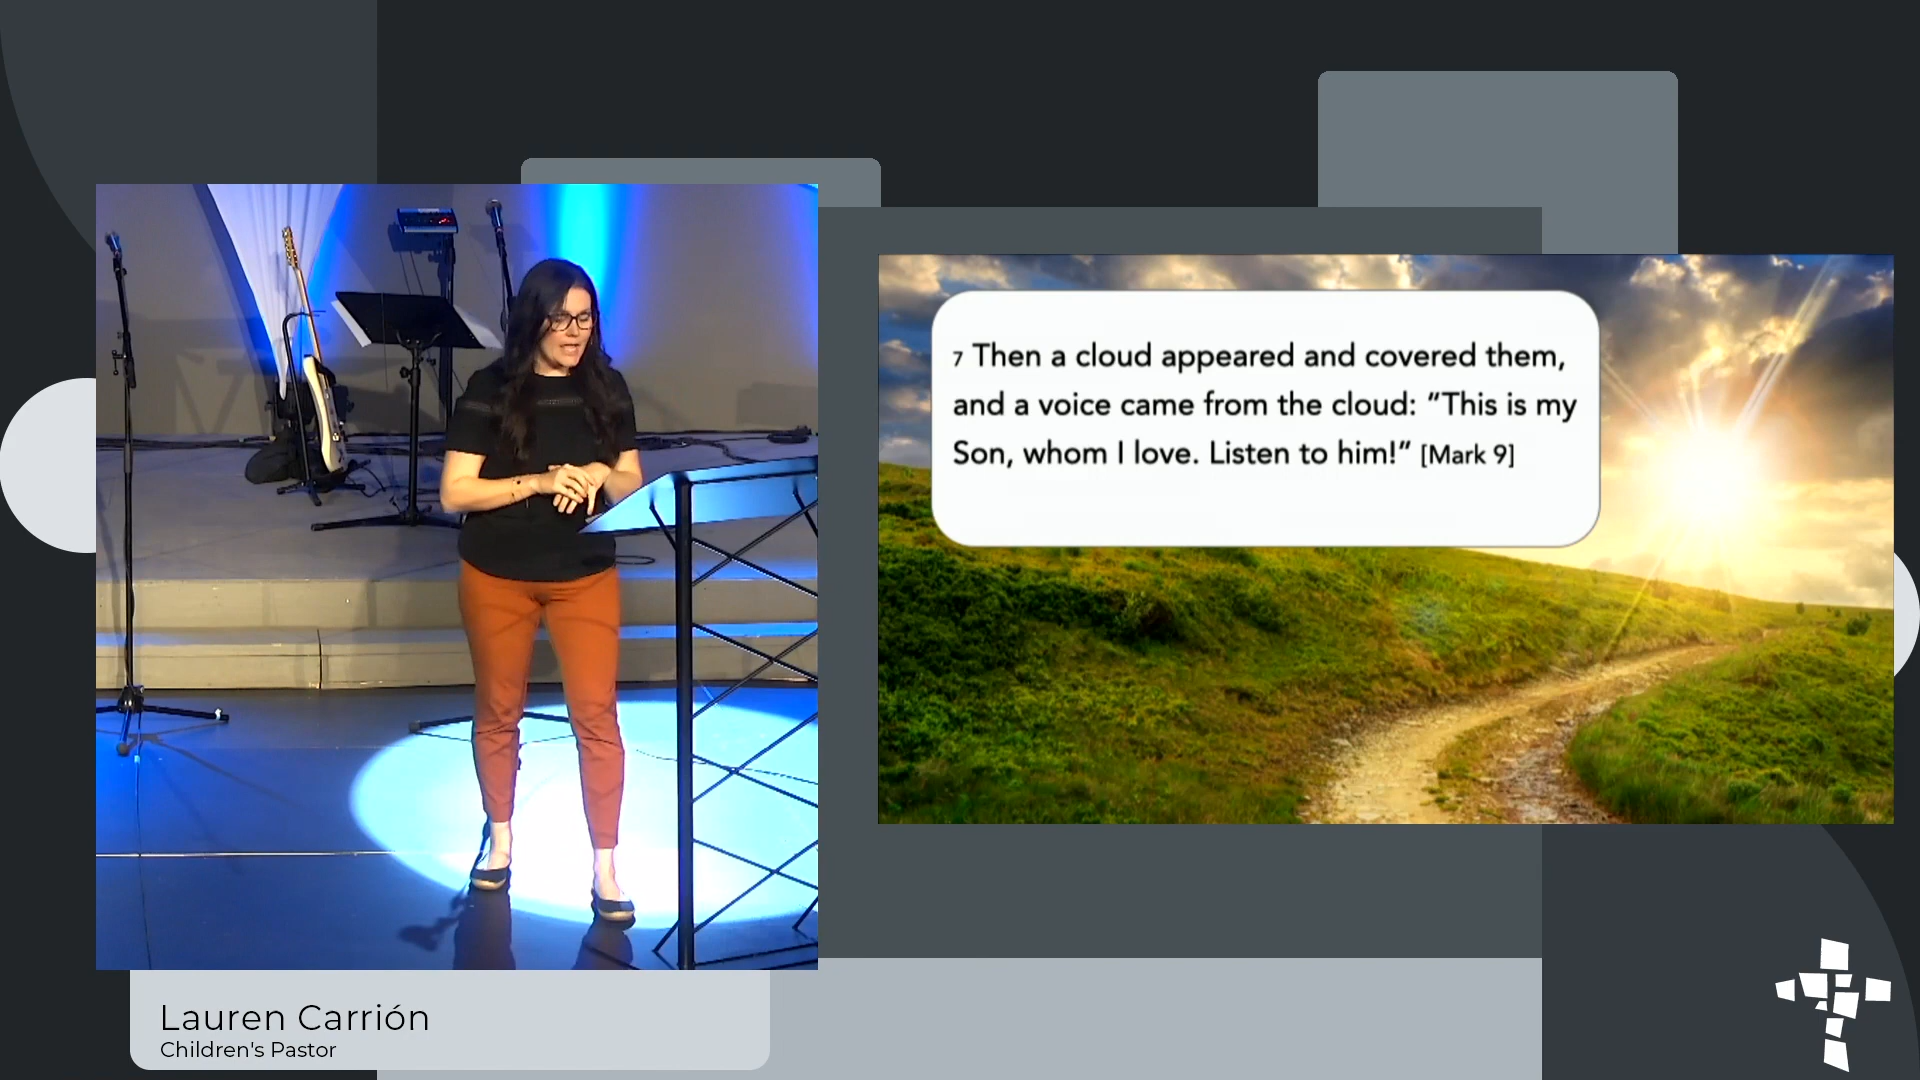 7 Then a cloud appeared and covered them,
and a voice came from the cloud: “This is my
Son, whom I love. Listen to him!” [Mark 9]
Lauren Carrión
Children's Pastor